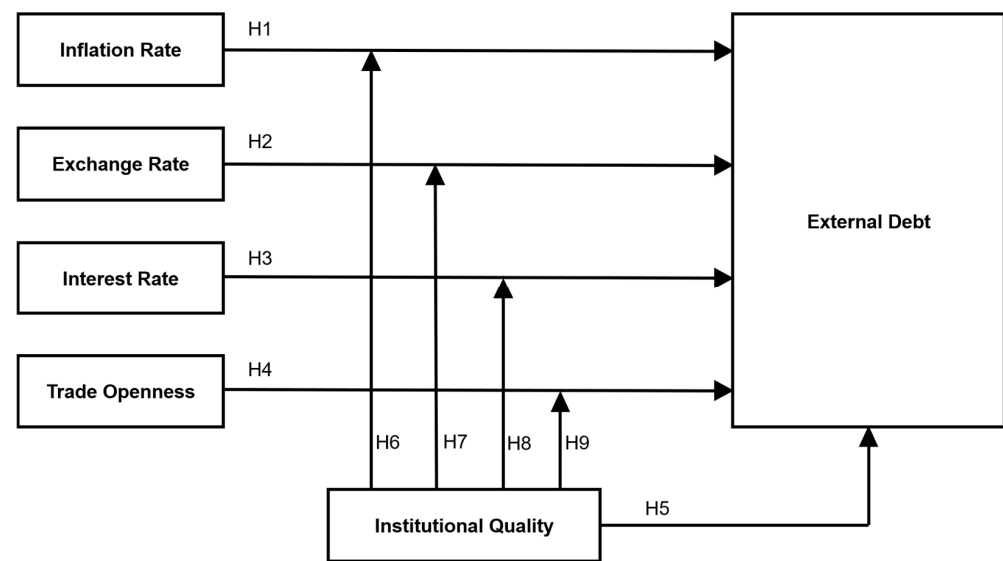 H1
Inflation Rate
H2
Exchange Rate
External Debt
H3
Interest Rate
H4
Trade Openness
H6
H7
H8
H9
H5
Institutional Quality